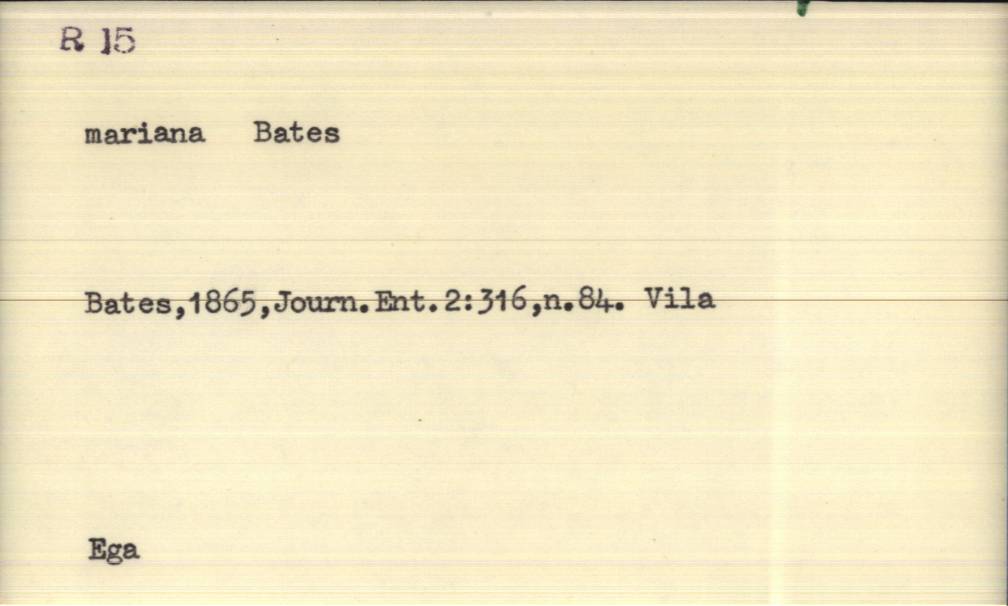 R 15
mariana Bates
Bates,1865,Journ.Ent.2:316,n.84. Vila
Ega